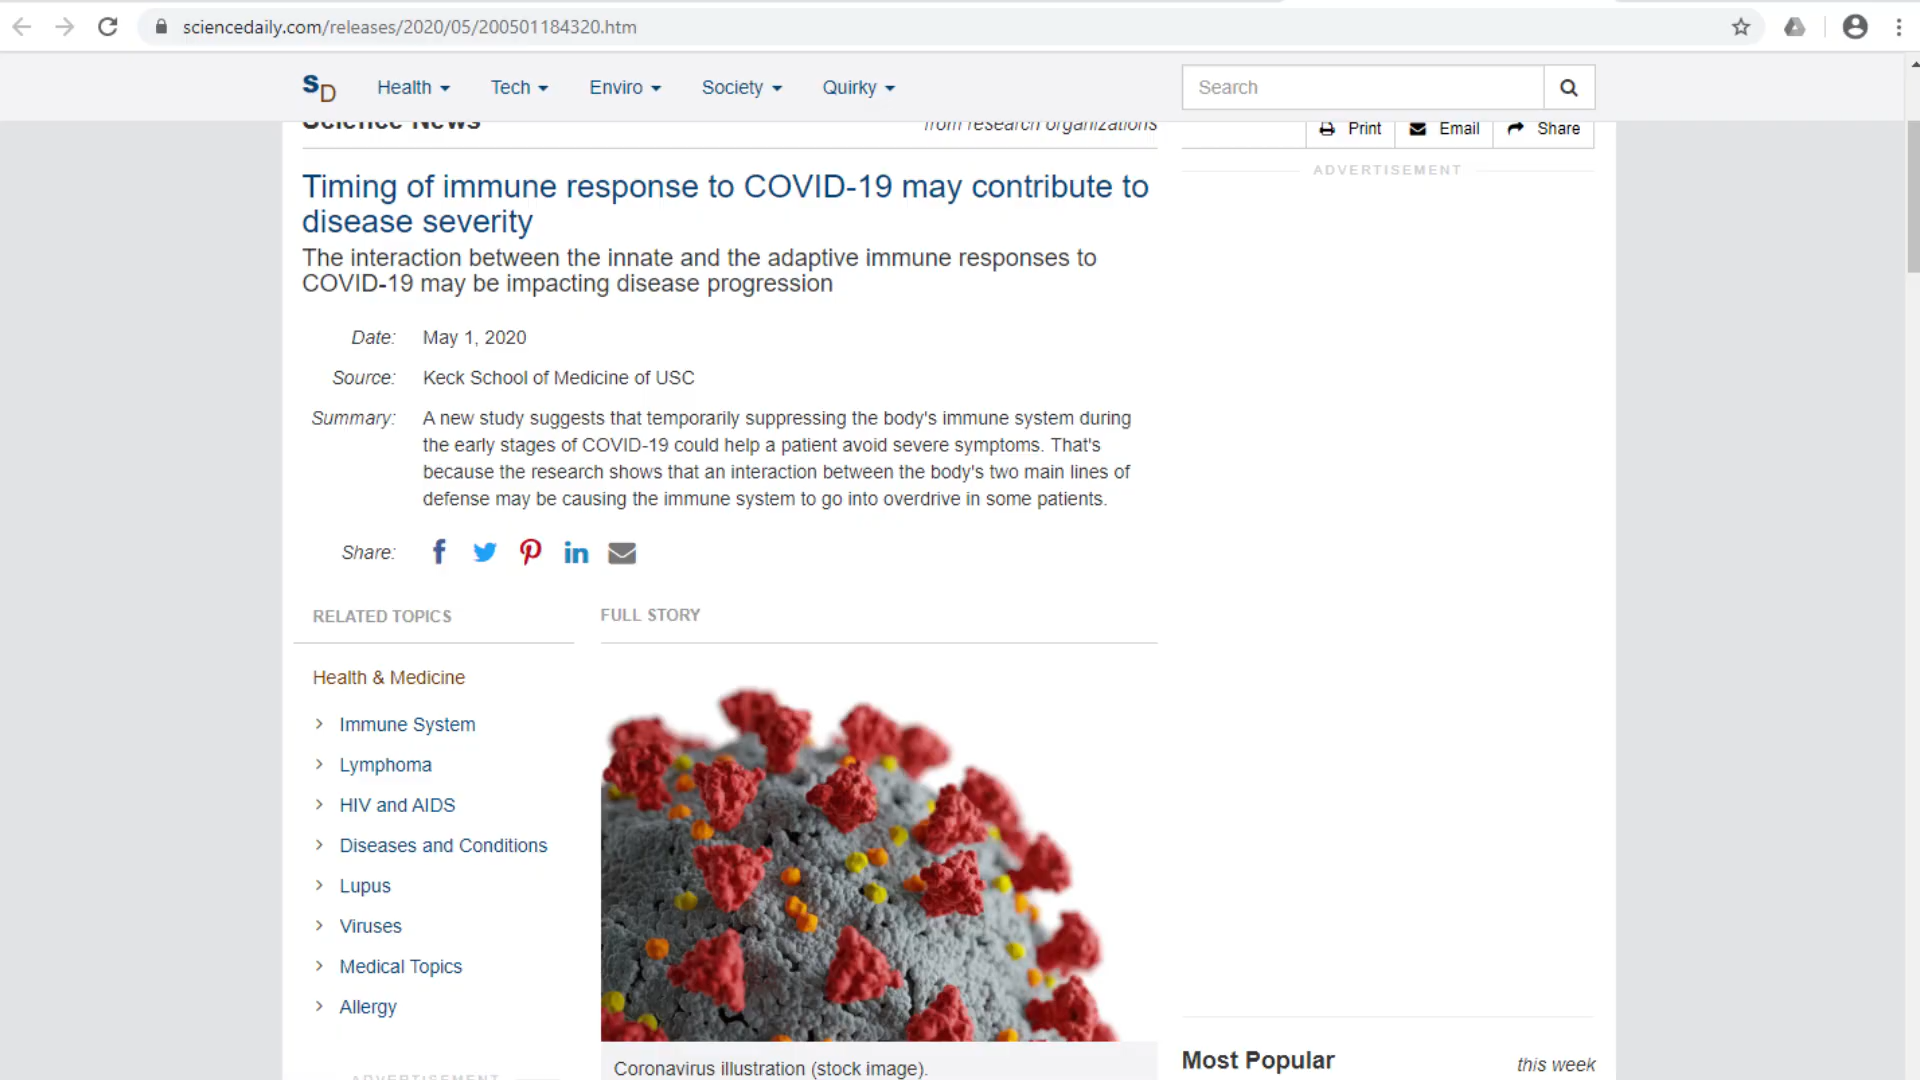 sciencedaily.com/releases/2020/05/200501184320.htm
SD Health Tech Enviro Society Quirky Search
Science News from research organizations Print Email Share
ADVERTISEMENT
Timing of immune response to COVID-19 may contribute to
disease severity
The interaction between the innate and the adaptive immune responses to
COVID-19 may be impacting disease progression
Date: May 1, 2020
Source: Keck School of Medicine of USC
Summary: A new study suggests that temporarily suppressing the body's immune system during
the early stages of COVID-19 could help a patient avoid severe symptoms. That's
because the research shows that an interaction between the body's two main lines of
defense may be causing the immune system to go into overdrive in some patients.
Share:
RELATED TOPICS
Health & Medicine
Immune System
Lymphoma
HIV and AIDS
Diseases and Conditions
Lupus
Viruses
Medical Topics
Allergy
ADVERTISEMENT
FULL STORY
Coronavirus illustration (stock image).
Most Popular this week